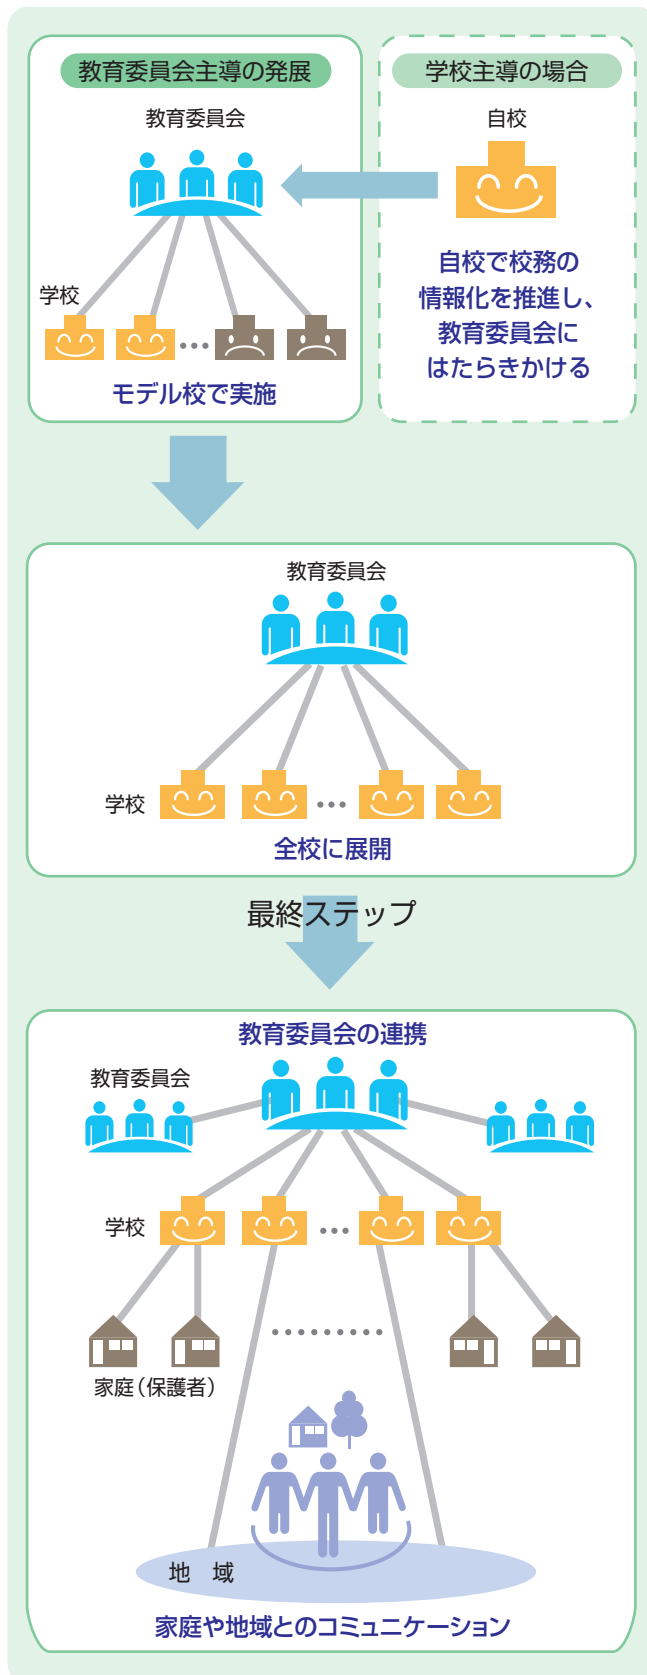 教育委員会主導の発展
教育委員会
学校
モデル校で実施
学校主導の場合
自校
自校で校務の
情報化を推進し、
教育委員会に
はたらきかける
教育委員会
学校
全校に展開
最終ステップ
教育委員会の連携
教育委員会
学校
家庭（保護者）
地　域
家庭や地域とのコミュニケーション